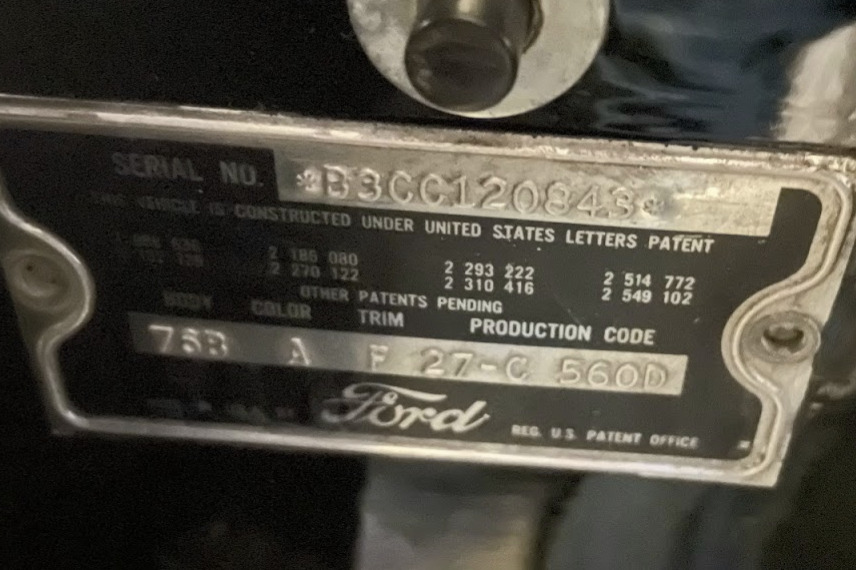 SERIAL NO. *B3CC120843*
THIS VEHICLE IS CONSTRUCTED UNDER UNITED STATES LETTERS PATENT
2 186 080 2 293 222 2 514 772
2 270 122 2 310 416 2 549 102
OTHER PATENTS PENDING
BODY COLOR TRIM PRODUCTION CODE
76B A F 27-C 560D
Ford
REG. U.S. PATENT OFFICE